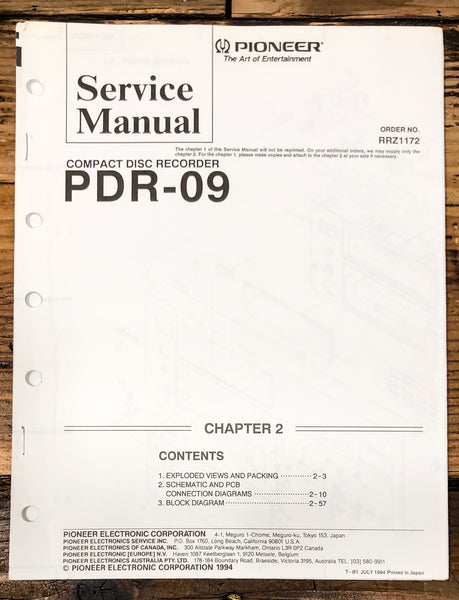 PIONEER®
The Art of Entertainment
Service
Manual
ORDER NO.
RRZ1172
The chapter 1 of this Service Manual will not be reprinted. On your additional orders, we may supply only the
chapter 2. For the chapter 1, please make copies and attach to the chapter 2 at your side if necessary.
COMPACT DISC RECORDER
PDR-09
CHAPTER 2
CONTENTS
1. EXPLODED VIEWS AND PACKING ············ 2-3
2. SCHEMATIC AND PCB
CONNECTION DIAGRAMS ··················· 2-10
3. BLOCK DIAGRAM ······························ 2-57
PIONEER ELECTRONIC CORPORATION 4-1, Meguro 1-Chome, Meguro-ku, Tokyo 153, Japan
PIONEER ELECTRONICS SERVICE INC. P.O. Box 1760, Long Beach, California 90801 U.S.A.
PIONEER ELECTRONICS OF CANADA, INC. 300 Allstate Parkway Markham, Ontario L3R 0P2 Canada
PIONEER ELECTRONIC [EUROPE] N.V. Haven 1087 Keetberglaan 1, 9120 Melsele, Belgium
PIONEER ELECTRONICS AUSTRALIA PTY. LTD. 178-184 Boundary Road, Braeside, Victoria 3195, Australia TEL: [03] 580-9911
© PIONEER ELECTRONIC CORPORATION 1994
T - IFI JULY 1994 Printed in Japan